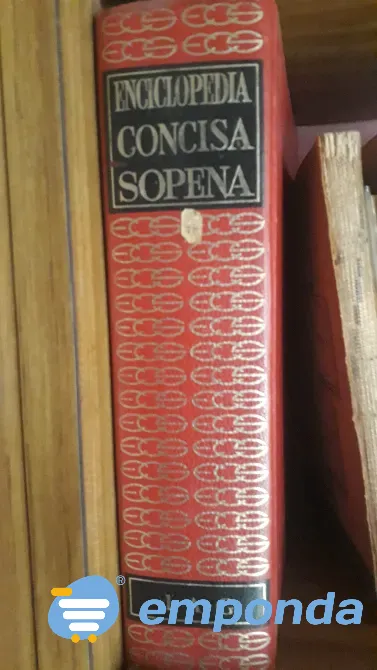 ENCICLOPEDIA
CONCISA
SOPENA
®
emponda